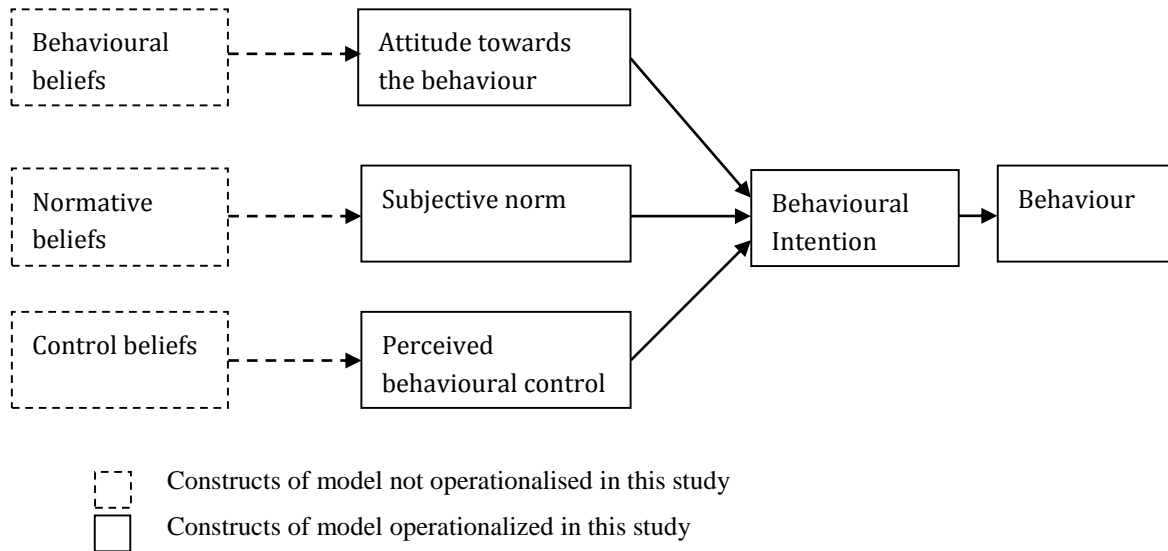 Behavioural
beliefs
Attitude towards
the behaviour
Normative
beliefs
Subjective norm
Behavioural
Intention
Behaviour
Control beliefs
Perceived
behavioural control
Constructs of model not operationalised in this study
Constructs of model operationalized in this study